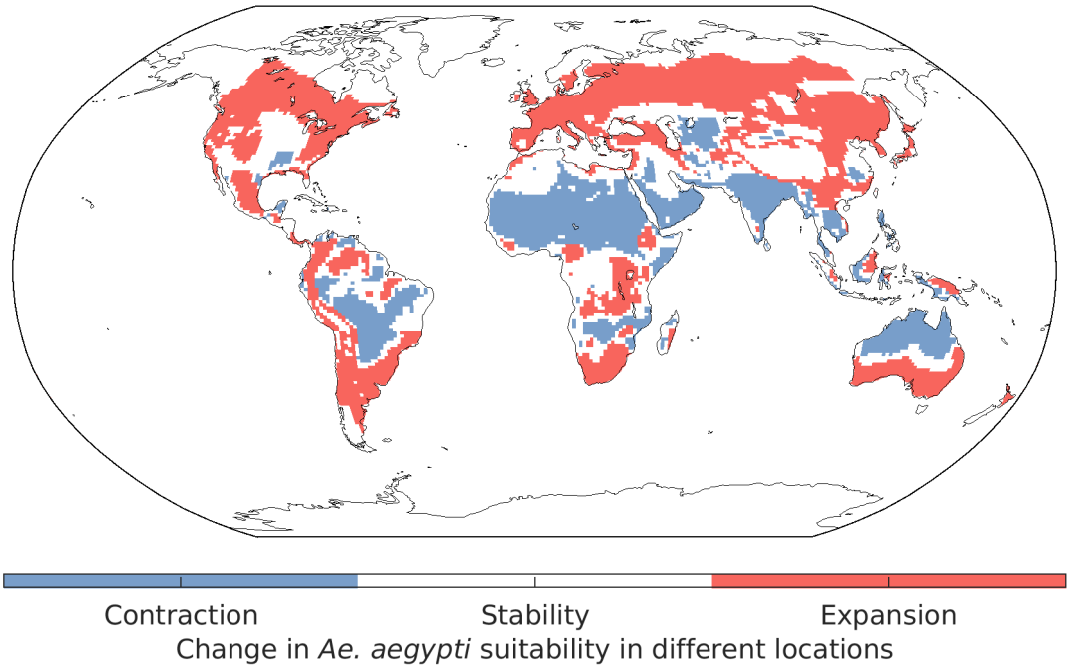 Contraction Stability Expansion
Change in Ae. aegypti suitability in different locations